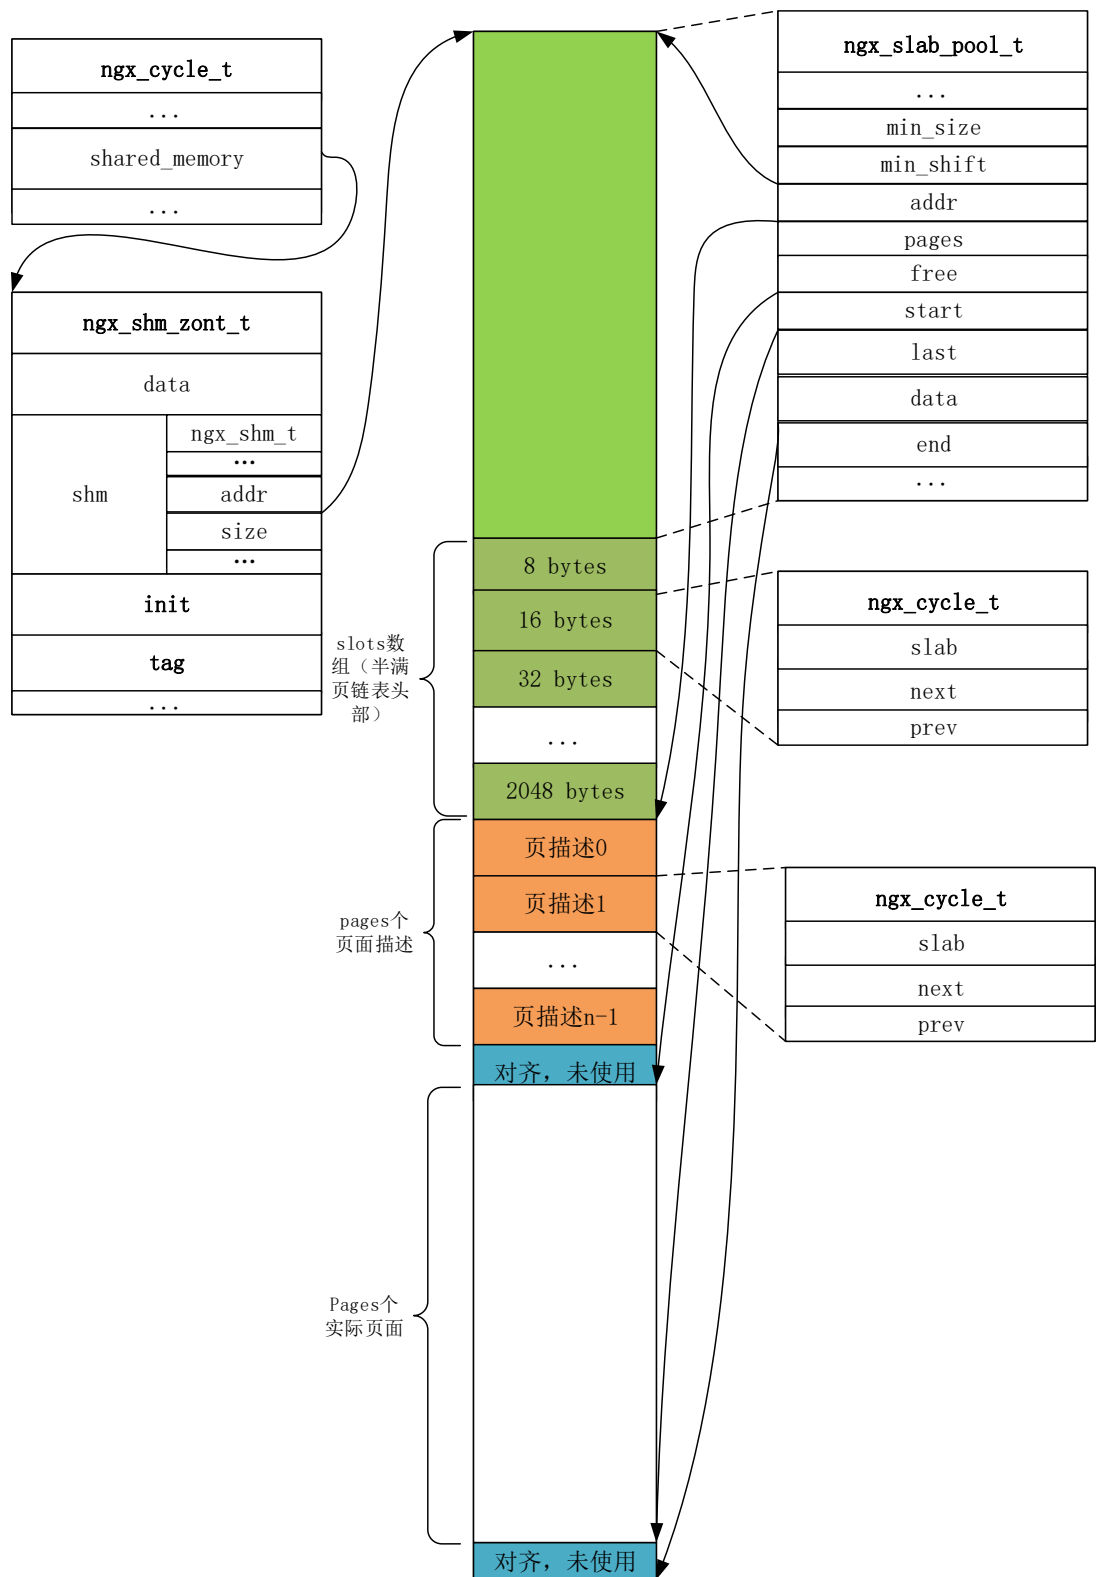 ngx_cycle_t
...
shared_memory
...
ngx_shm_zont_t
data
shm
ngx_shm_t
...
addr
size
...
init
tag
...
8 bytes
16 bytes
32 bytes
...
2048 bytes
slots数
组（半满
页链表头
部）
页描述0
页描述1
...
页描述n-1
pages个
页面描述
对齐，未使用
Pages个
实际页面
对齐，未使用
ngx_slab_pool_t
...
min_size
min_shift
addr
pages
free
start
last
data
end
...
ngx_cycle_t
slab
next
prev
ngx_cycle_t
slab
next
prev